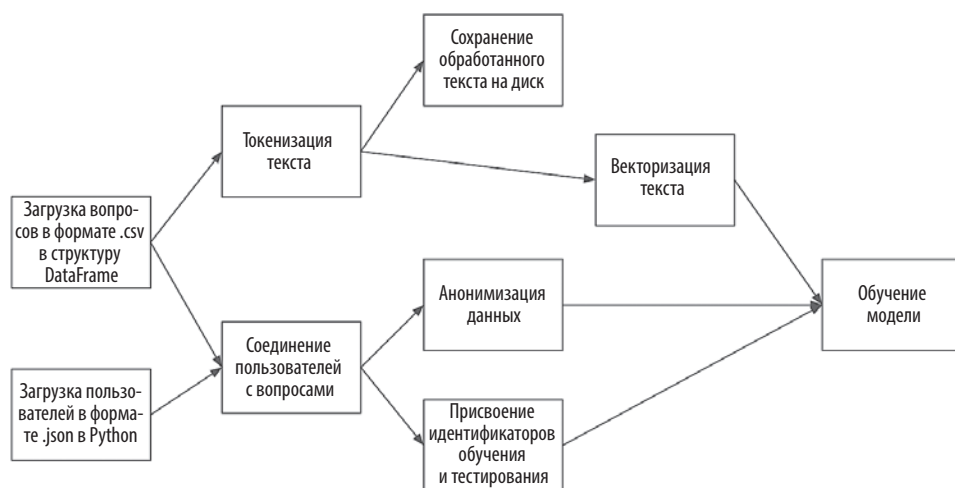 Сохранение
обработанного
текста на диск
Токенизация
текста
Векторизация
текста
Загрузка вопро-
сов в формате .csv
в структуру
DataFrame
Анонимизация
данных
Обучение
модели
Соединение
пользователей
с вопросами
Загрузка пользо-
вателей в форма-
те .json в Python
Присвоение
идентификаторов
обучения
и тестирования